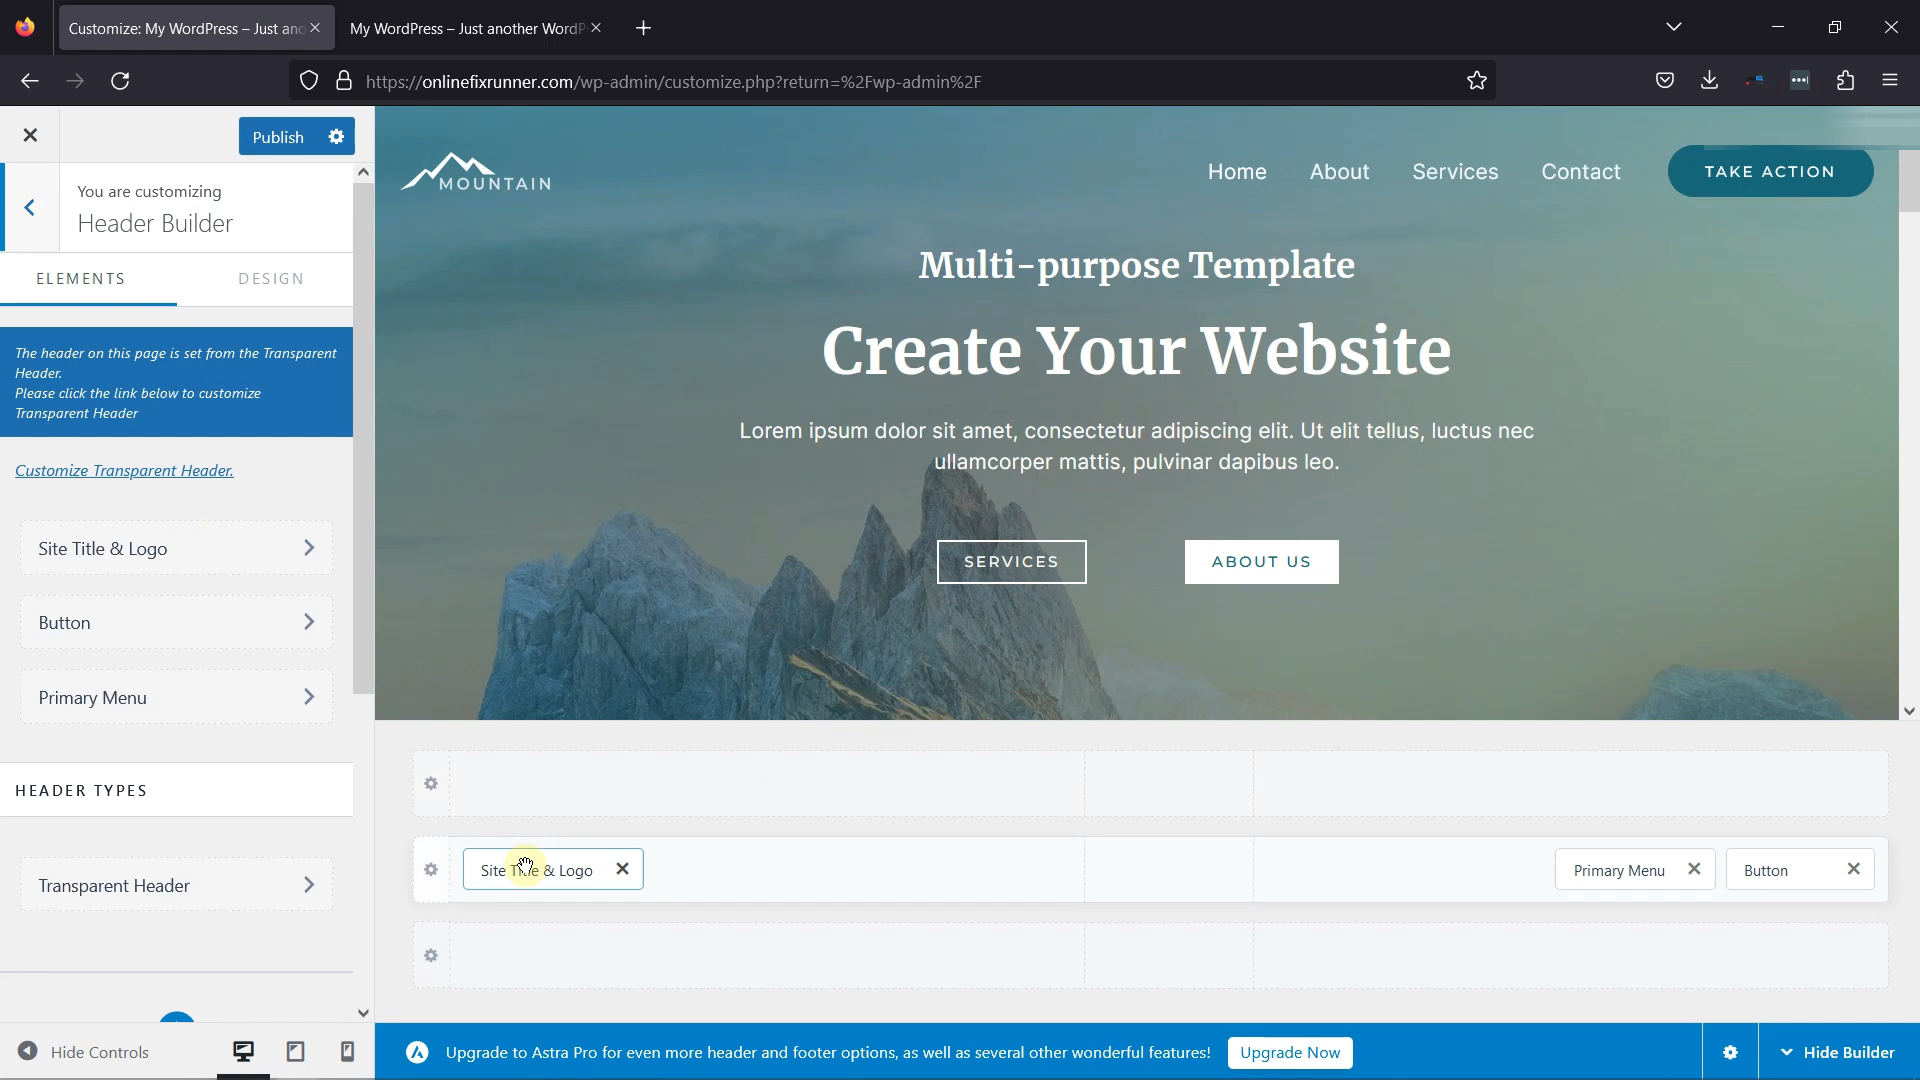 Customize: My WordPress – Just ano
My WordPress – Just another WordP
https://onlinefixrunner.com/wp-admin/customize.php?return=%2Fwp-admin%2F
Publish
You are customizing
Header Builder
ELEMENTS
DESIGN
The header on this page is set from the Transparent
Header.
Please click the link below to customize
Transparent Header
Customize Transparent Header.
Site Title & Logo
Button
Primary Menu
HEADER TYPES
Transparent Header
Hide Controls
MOUNTAIN
Home
About
Services
Contact
TAKE ACTION
Multi-purpose Template
Create Your Website
Lorem ipsum dolor sit amet, consectetur adipiscing elit. Ut elit tellus, luctus nec
ullamcorper mattis, pulvinar dapibus leo.
SERVICES
ABOUT US
Site Title & Logo
Primary Menu
Button
Upgrade to Astra Pro for even more header and footer options, as well as several other wonderful features!
Upgrade Now
Hide Builder